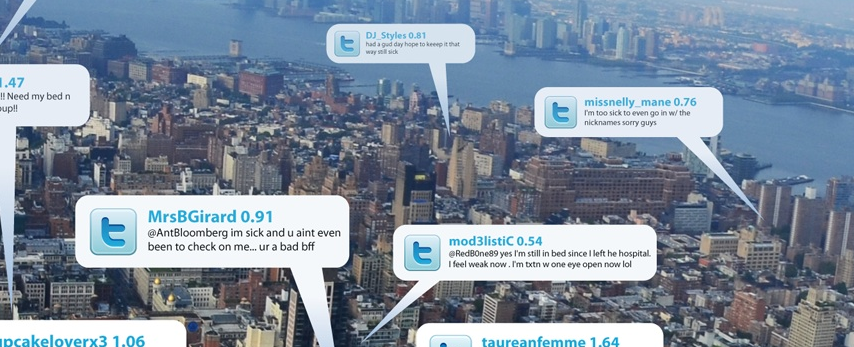 DJ_Styles 0.81
had a gud day hope to keeep it that
way still sick
1.47
!! Need my bed n
oup!!
missnelly_mane 0.76
I'm too sick to even go in w/ the
nicknames sorry guys
MrsBGirard 0.91
@AntBloomberg im sick and u aint even
been to check on me... ur a bad bff
mod3listiC 0.54
@RedB0ne89 yes I'm still in bed since I left he hospital.
I feel weak now . I'm txtn w one eye open now lol
upcakeloverx3 1.06
taureanfemme 1.64